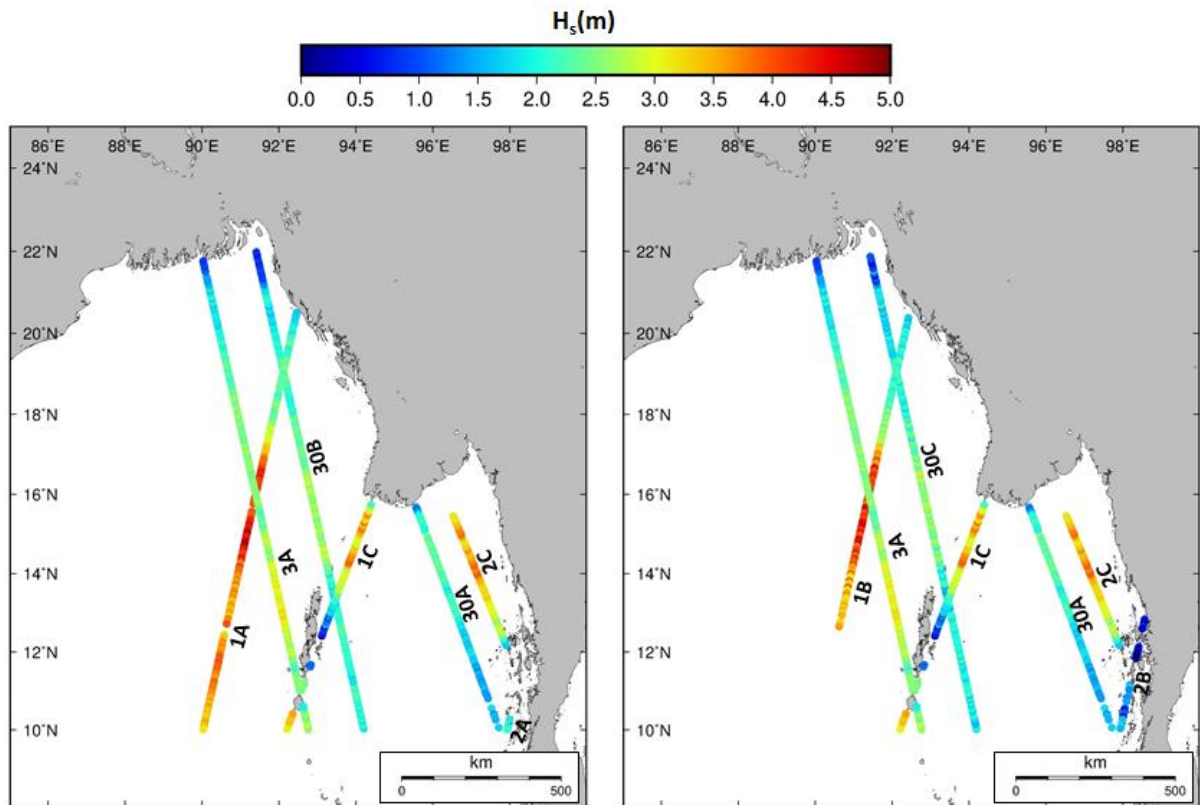 Hs(m)
0.0 0.5 1.0 1.5 2.0 2.5 3.0 3.5 4.0 4.5 5.0
86°E 88°E 90°E 92°E 94°E 96°E 98°E
24°N
22°N
20°N
18°N
16°N
14°N
12°N
10°N
30B
3A
1C
2C
30A
1A
2A
km
0 500
86°E 88°E 90°E 92°E 94°E 96°E 98°E
24°N
22°N
20°N
18°N
16°N
14°N
12°N
10°N
30C
3A
1C
2C
1B
30A
2B
km
0 500